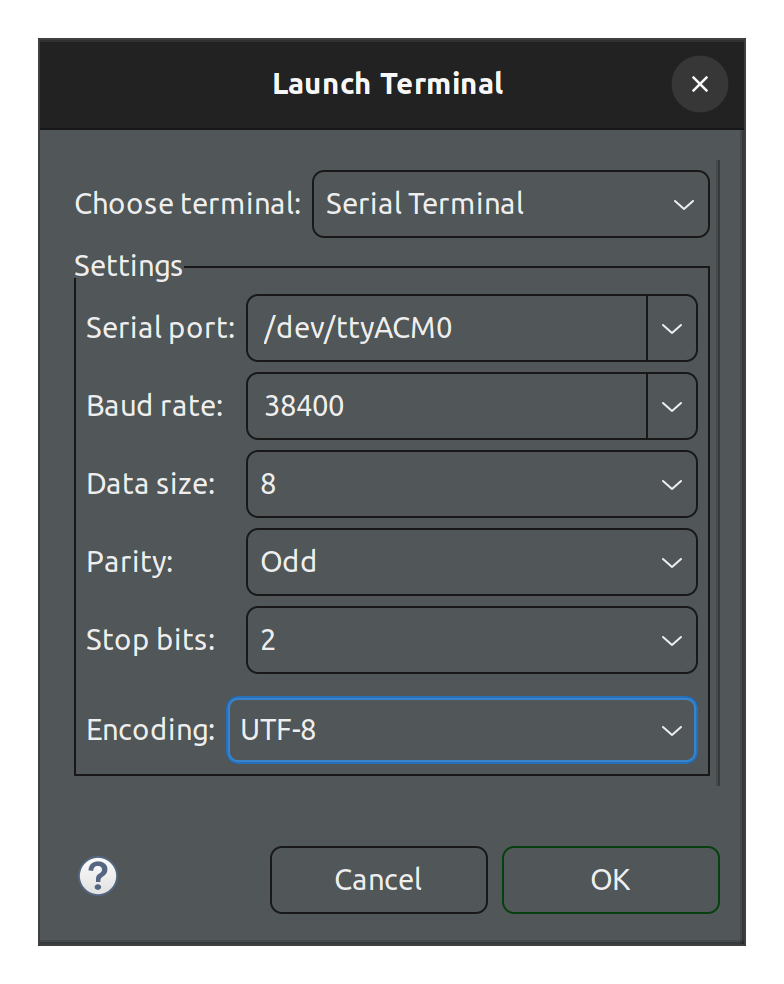 Launch Terminal
Choose terminal: Serial Terminal
Settings
Serial port: /dev/ttyACM0
Baud rate: 38400
Data size: 8
Parity: Odd
Stop bits: 2
Encoding: UTF-8
? Cancel OK